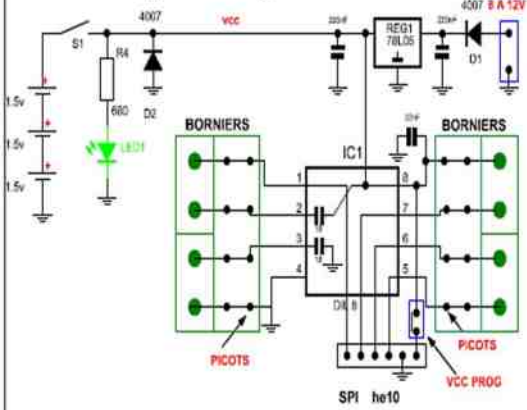 4007 8 A 12V
4007
VCC
220nF
REG1
78L05
220nF
S1
R4
D1
1.5v
680
D2
LED1
1.5v
BORNIERS
BORNIERS
IC1
1.5v
1
8
2
7
3
6
4
5
DIL 8
PICOTS
PICOTS
VCC PROG
SPI he10